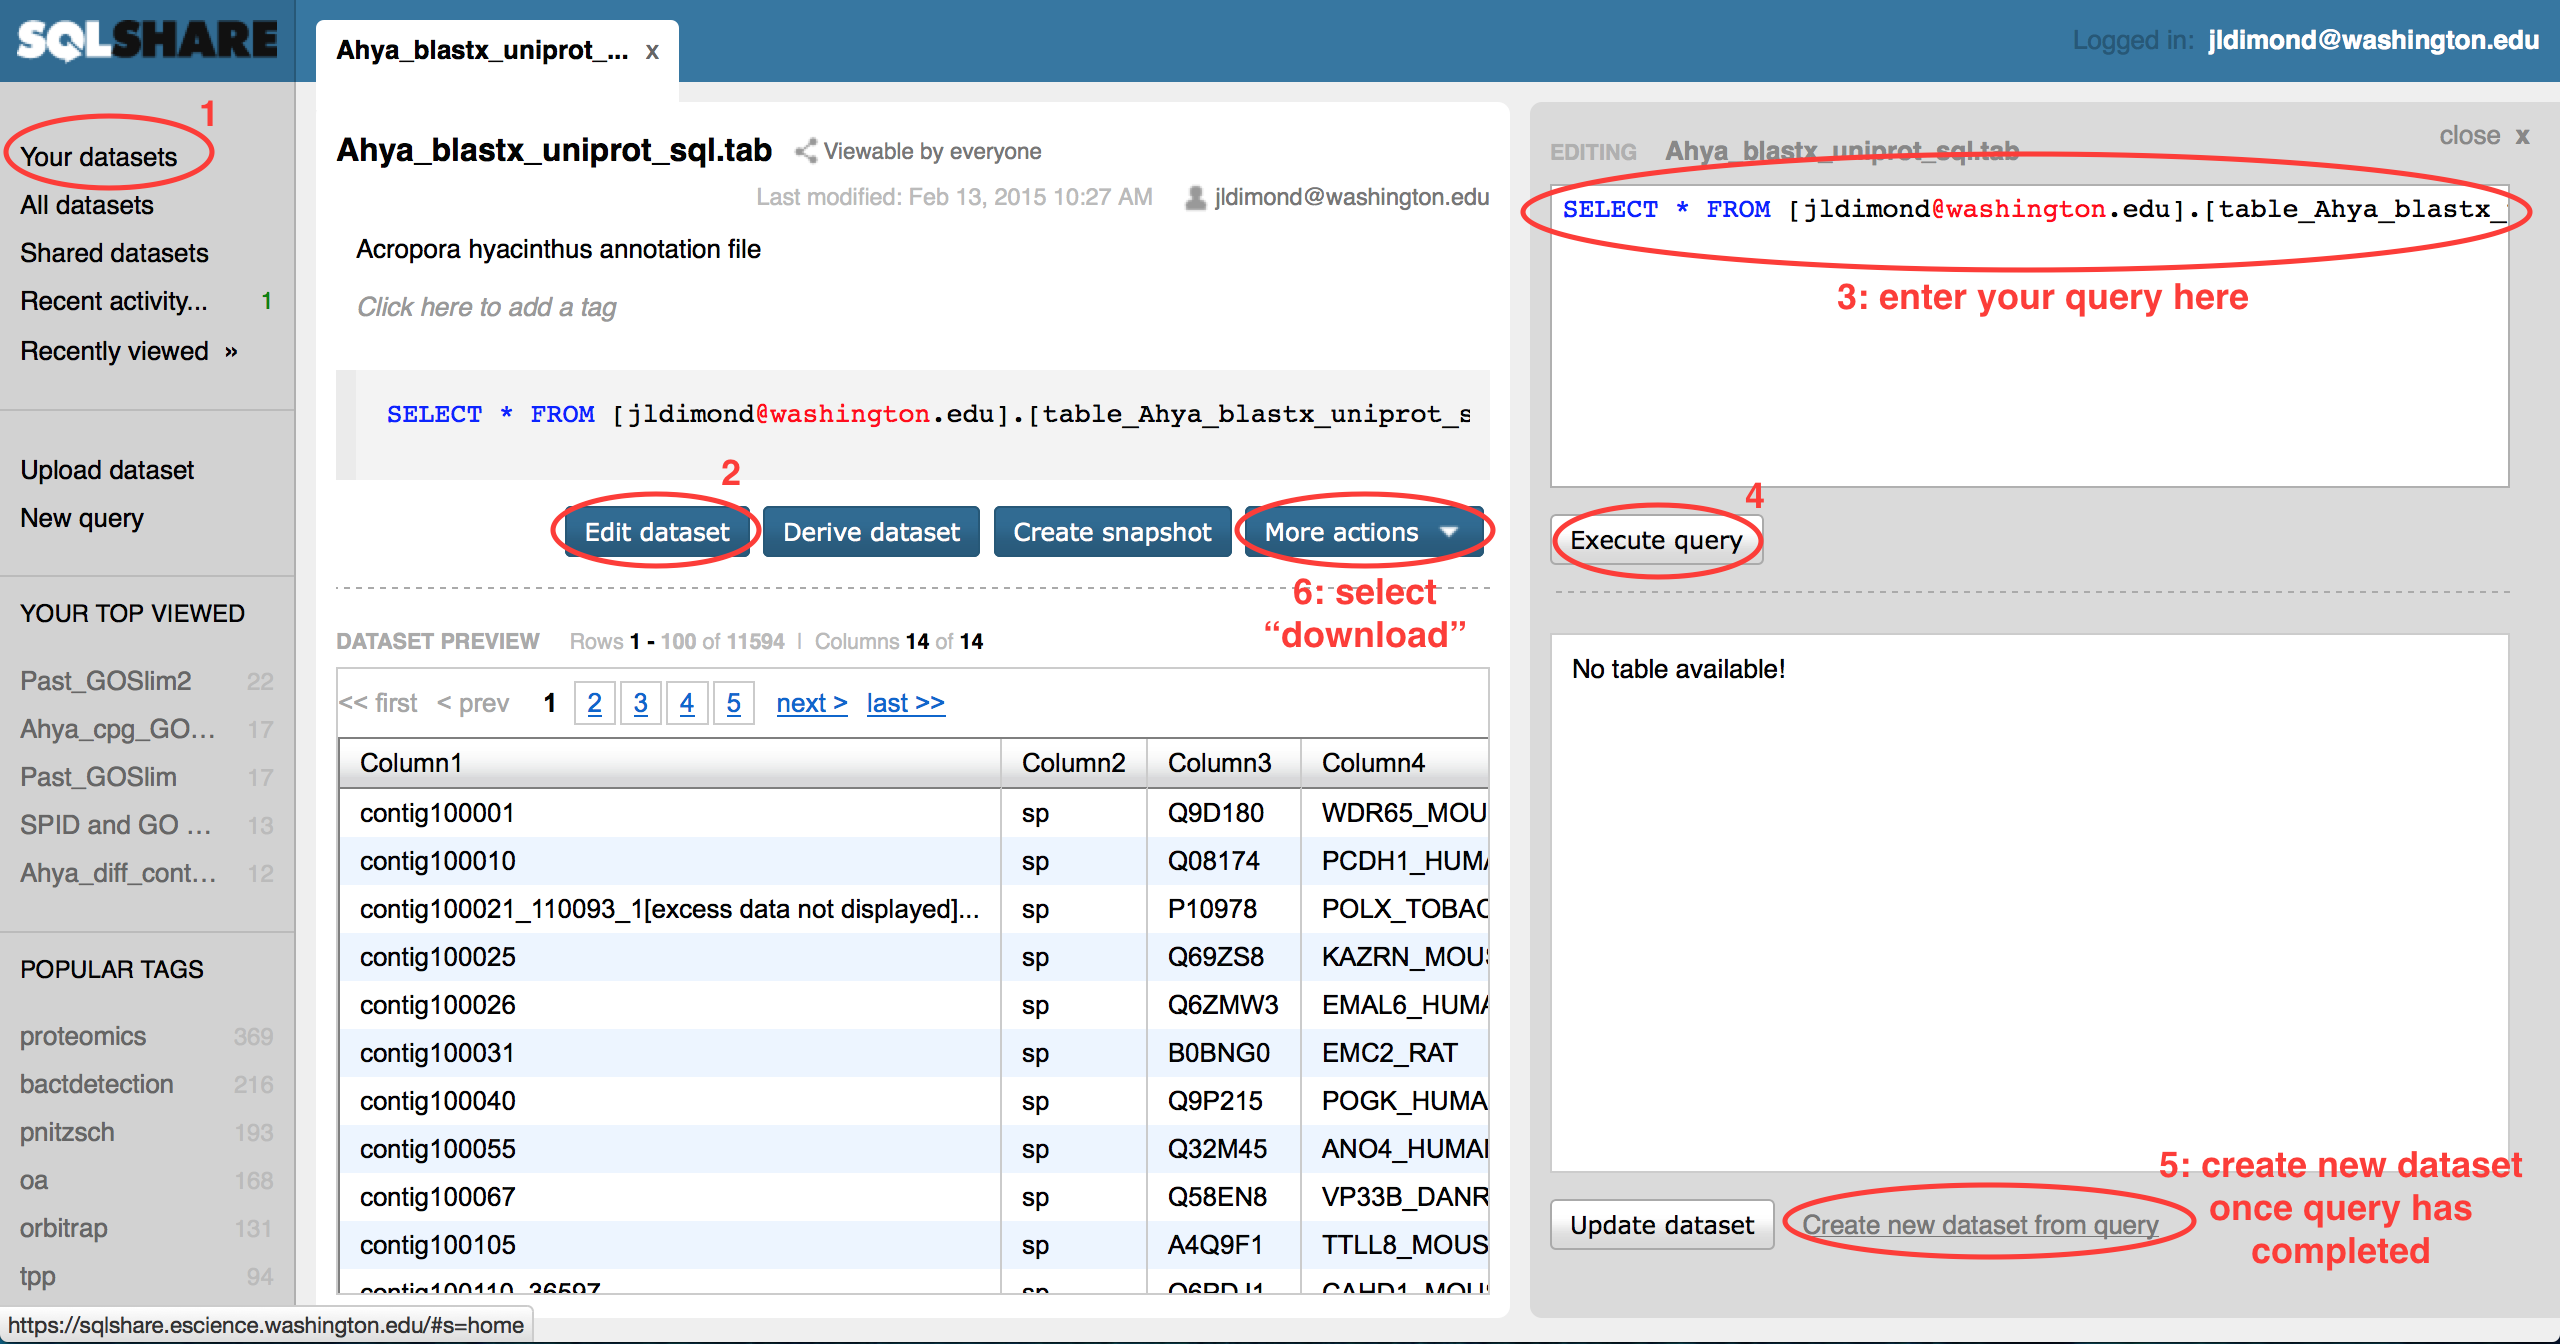 SQLSHARE
Ahya_blastx_uniprot_... x
Logged in: jldimond@washington.edu
1
Your datasets
All datasets
Shared datasets
Recent activity... 1
Recently viewed »
Upload dataset
New query
YOUR TOP VIEWED
Past_GOSlim2 22
Ahya_cpg_GO... 17
Past_GOSlim 17
SPID and GO ... 13
Ahya_diff_cont... 12
POPULAR TAGS
proteomics 369
bactdetection 216
pnitzsch 193
oa 168
orbitrap 131
tpp 94
https://sqlshare.escience.washington.edu/#s=home
Ahya_blastx_uniprot_sql.tab Viewable by everyone
Last modified: Feb 13, 2015 10:27 AM jldimond@washington.edu
Acropora hyacinthus annotation file
Click here to add a tag
SELECT * FROM [jldimond@washington.edu].[table_Ahya_blastx_uniprot_s
2
Edit dataset Derive dataset Create snapshot More actions
6: select
“download”
DATASET PREVIEW Rows 1 - 100 of 11594 | Columns 14 of 14
<< first < prev 1 2 3 4 5 next > last >>
Column1 Column2 Column3 Column4
contig100001 sp Q9D180 WDR65_MOU
contig100010 sp Q08174 PCDH1_HUMA
contig100021_110093_1[excess data not displayed]... sp P10978 POLX_TOBAC
contig100025 sp Q69ZS8 KAZRN_MOUS
contig100026 sp Q6ZMW3 EMAL6_HUMA
contig100031 sp B0BNG0 EMC2_RAT
contig100040 sp Q9P215 POGK_HUMA
contig100055 sp Q32M45 ANO4_HUMAI
contig100067 sp Q58EN8 VP33B_DANR
contig100105 sp A4Q9F1 TTLL8_MOUS
contig100110_36597 sp Q6PDJ1 CAHD1_MOU
close x
EDITING Ahya_blastx_uniprot_sql.tab
SELECT * FROM [jldimond@washington.edu].[table_Ahya_blastx_
3: enter your query here
4
Execute query
No table available!
5: create new dataset
once query has
completed
Update dataset Create new dataset from query